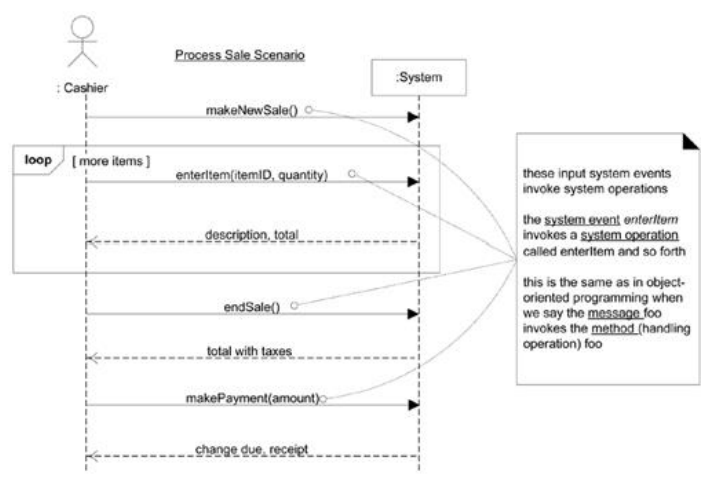 Process Sale Scenario
: Cashier
:System
makeNewSale()
loop
[ more items ]
enterItem(itemID, quantity)
description, total
endSale()
total with taxes
makePayment(amount)
change due, receipt
these input system events
invoke system operations
the system event enterItem
invokes a system operation
called enterItem and so forth
this is the same as in object-
oriented programming when
we say the message foo
invokes the method (handling
operation) foo